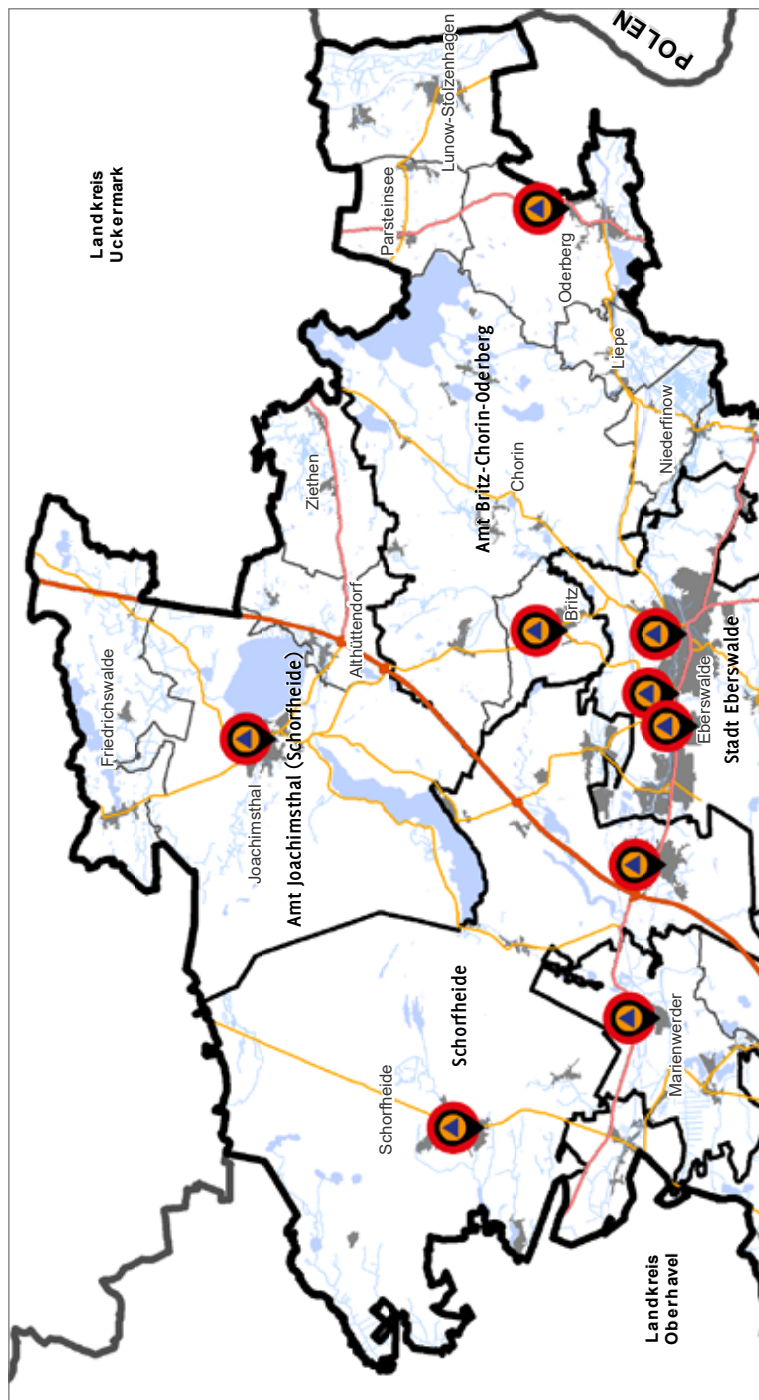 POLEN
Landkreis
Uckermark
Lunow-Stolzenhagen
Parsteinsee
Oderberg
Liepe
Niederfinow
Amt Britz-Chorin-Oderberg
Chorin
Ziethen
Britz
Althüttendorf
Friedrichswalde
Joachimsthal
Amt Joachimsthal (Schorfheide)
Eberswalde
Stadt Eberswalde
Schorfheide
Schorfheide
Marienwerder
Landkreis
Oberhavel